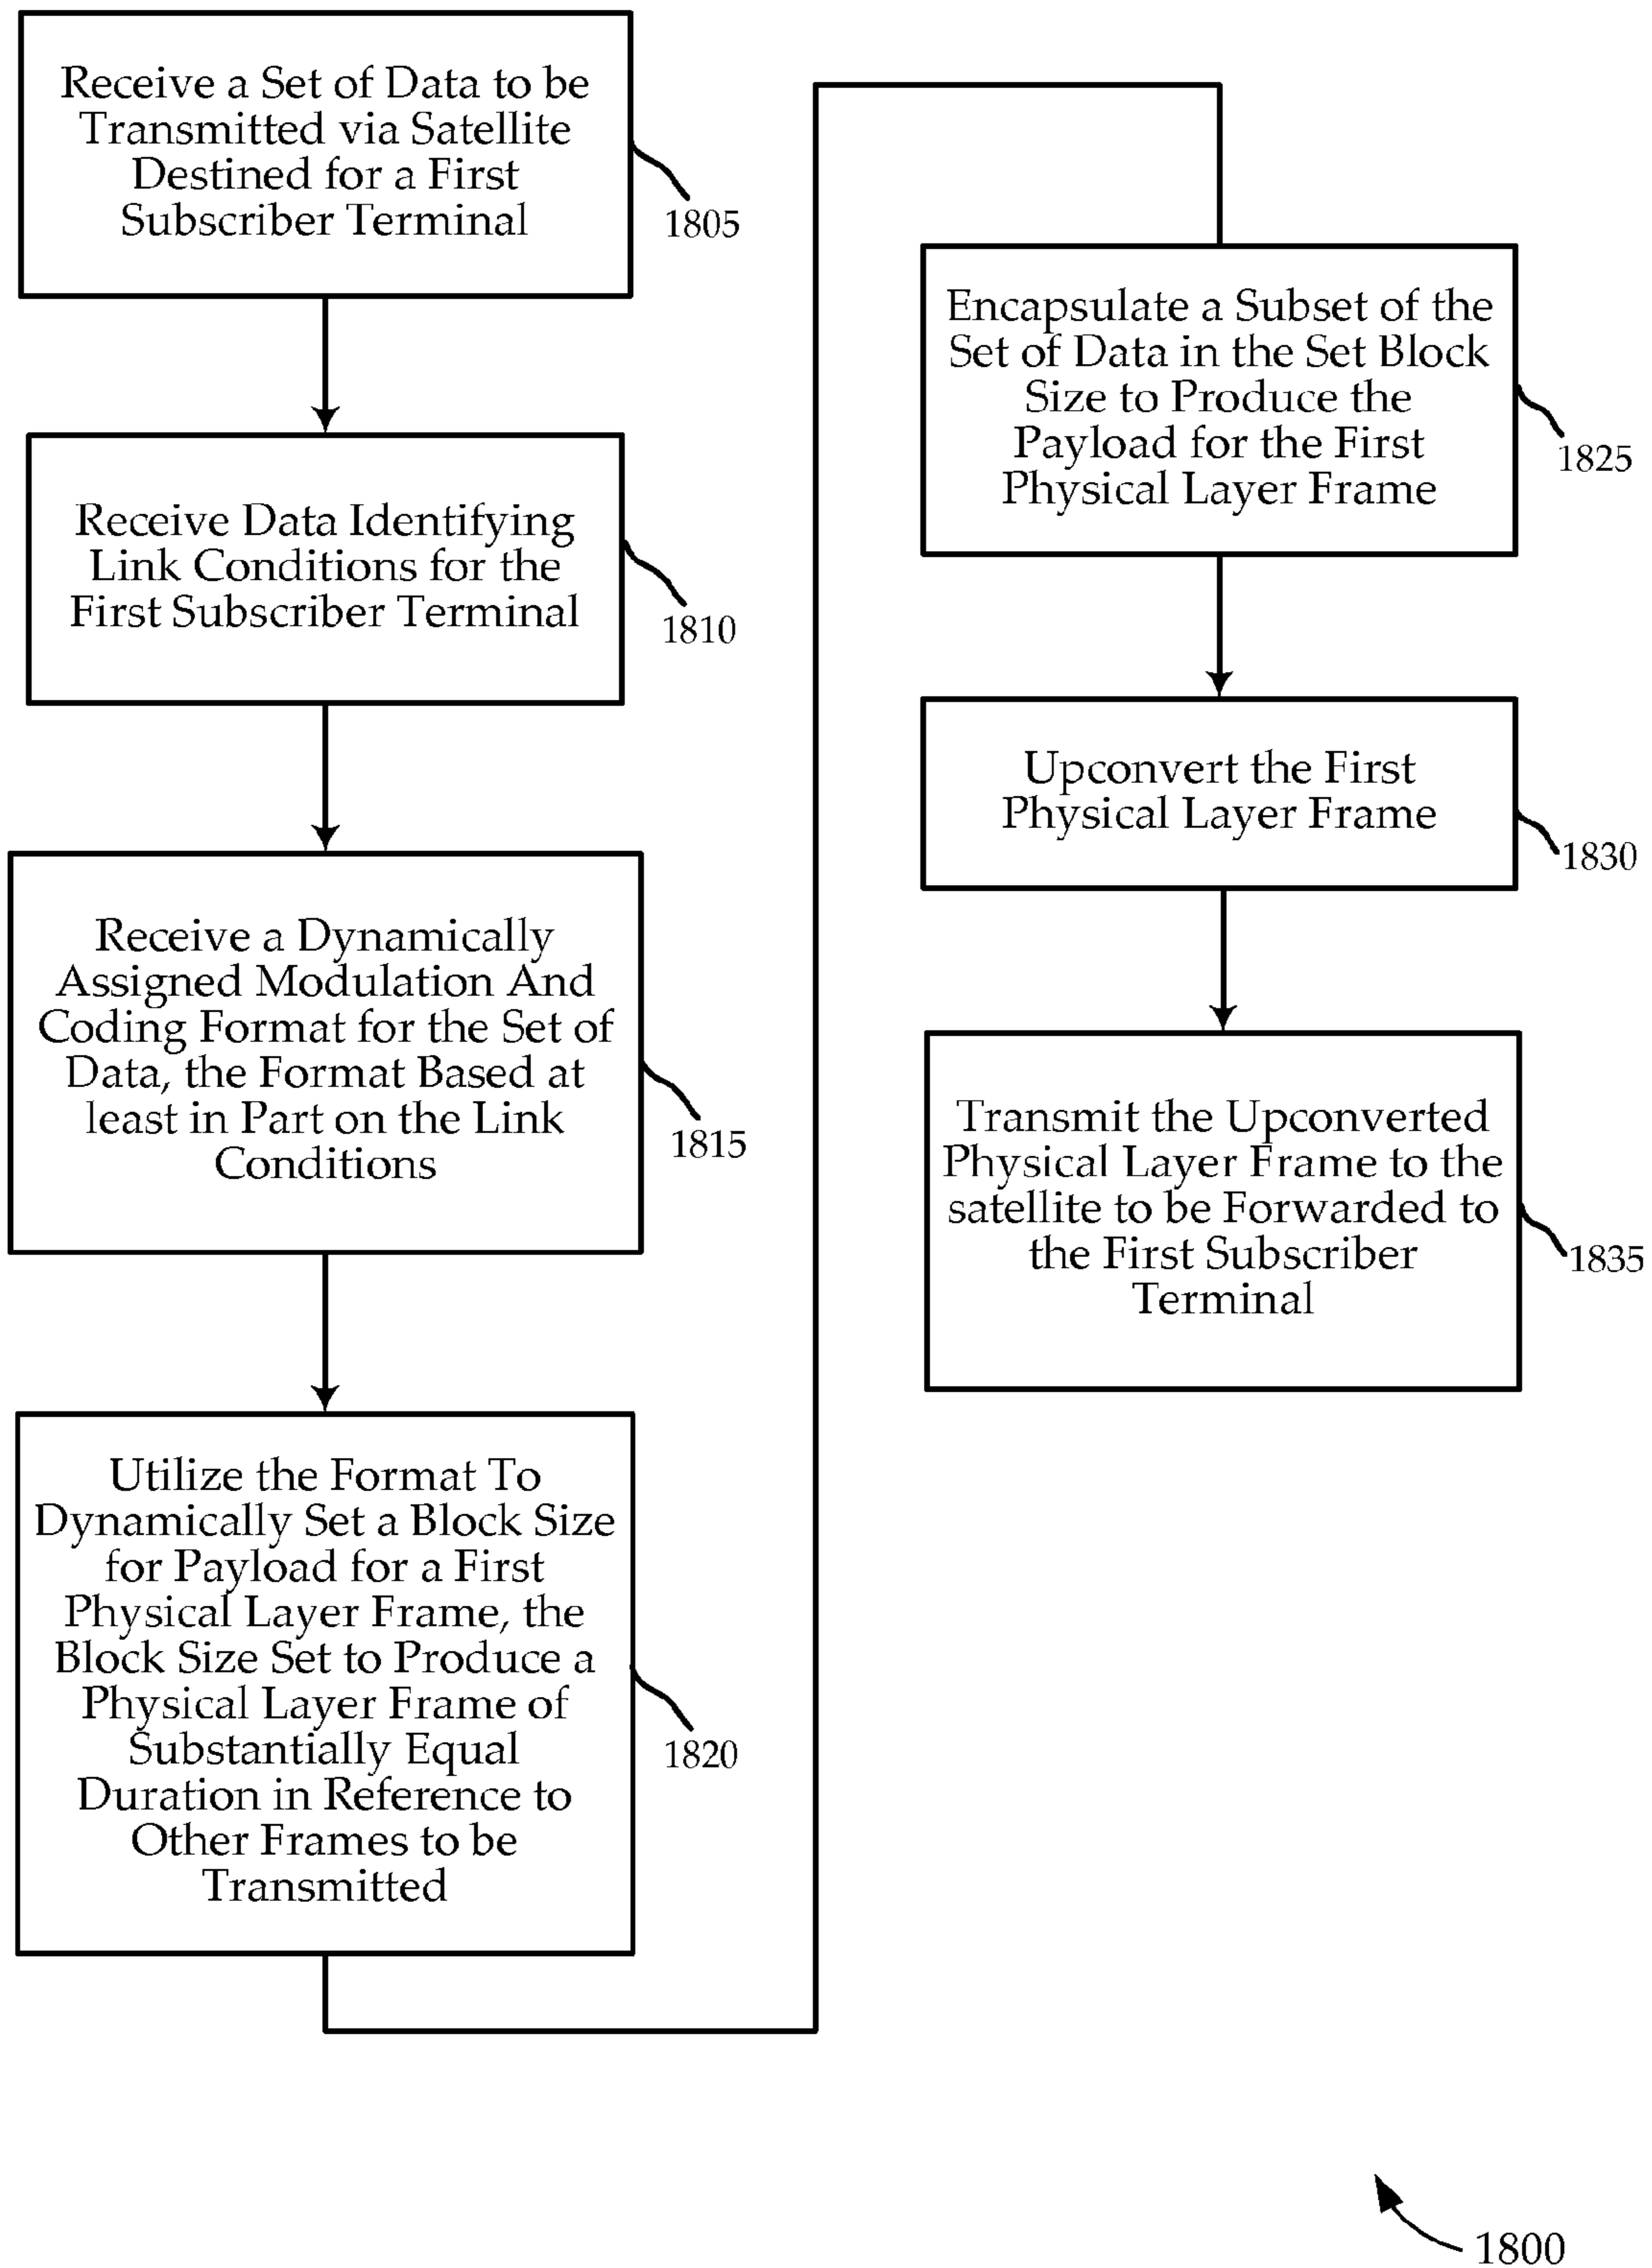 Receive a Set of Data to be
Transmitted via Satellite
Destined for a First
Subscriber Terminal
1805
Receive Data Identifying
Link Conditions for the
First Subscriber Terminal
1810
Receive a Dynamically
Assigned Modulation And
Coding Format for the Set of
Data, the Format Based at
least in Part on the Link
Conditions
1815
Utilize the Format To
Dynamically Set a Block Size
for Payload for a First
Physical Layer Frame, the
Block Size Set to Produce a
Physical Layer Frame of
Substantially Equal
Duration in Reference to
Other Frames to be
Transmitted
1820
Encapsulate a Subset of the
Set of Data in the Set Block
Size to Produce the
Payload for the First
Physical Layer Frame
1825
Upconvert the First
Physical Layer Frame
1830
Transmit the Upconverted
Physical Layer Frame to the
satellite to be Forwarded to
the First Subscriber
Terminal
1835
1800